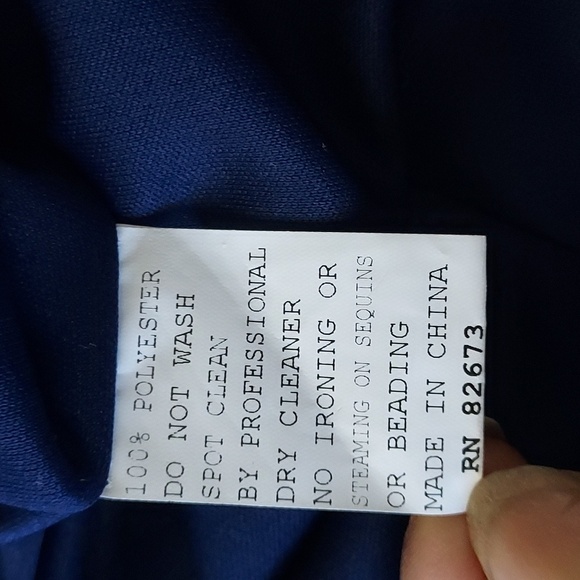 100% POLYESTER
DO NOT WASH
SPOT CLEAN
BY PROFESSIONAL
DRY CLEANER
NO IRONING OR
STEAMING ON SEQUINS
OR BEADING
MADE IN CHINA
RN 82673